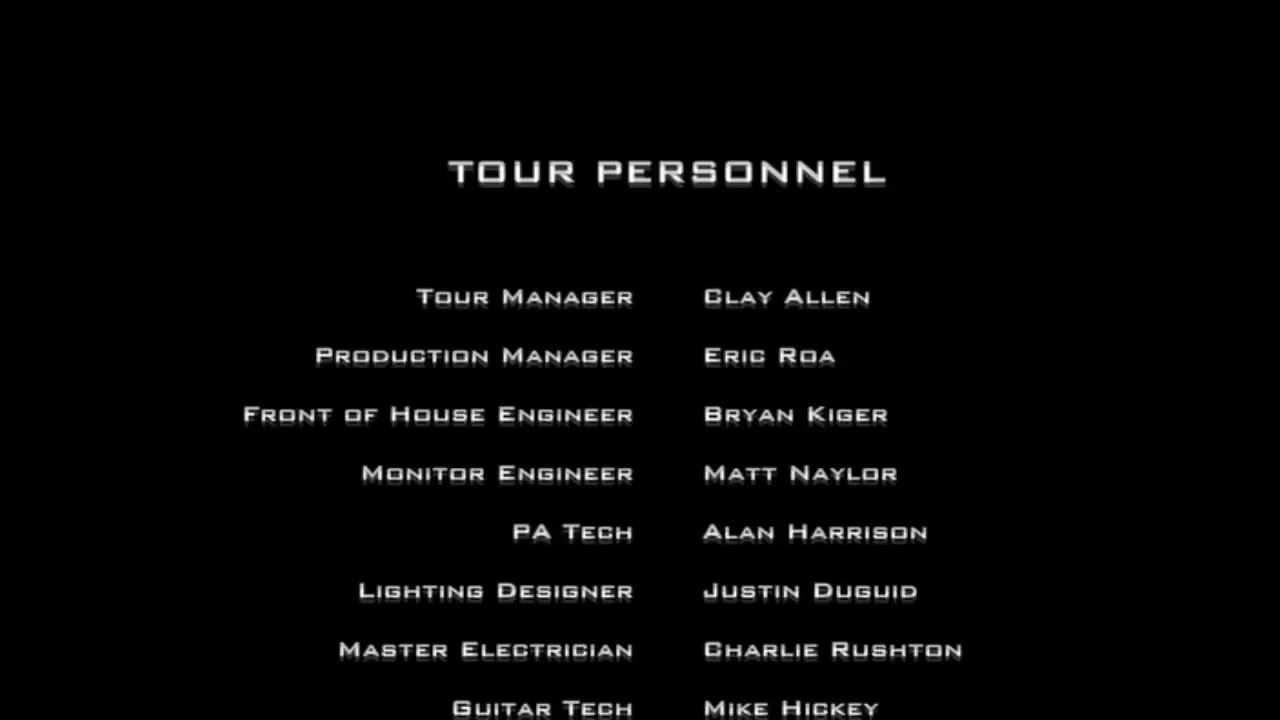 TOUR PERSONNEL
TOUR MANAGER CLAY ALLEN
PRODUCTION MANAGER ERIC ROA
FRONT OF HOUSE ENGINEER BRYAN KIGER
MONITOR ENGINEER MATT NAYLOR
PA TECH ALAN HARRISON
LIGHTING DESIGNER JUSTIN DUGUID
MASTER ELECTRICIAN CHARLIE RUSHTON
GUITAR TECH MIKE HICKEY